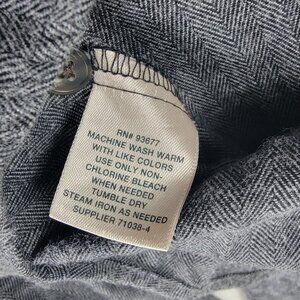 RN# 93677
MACHINE WASH WARM
WITH LIKE COLORS
USE ONLY NON-
CHLORINE BLEACH
WHEN NEEDED
TUMBLE DRY
STEAM IRON AS NEEDED
SUPPLIER 71038-4